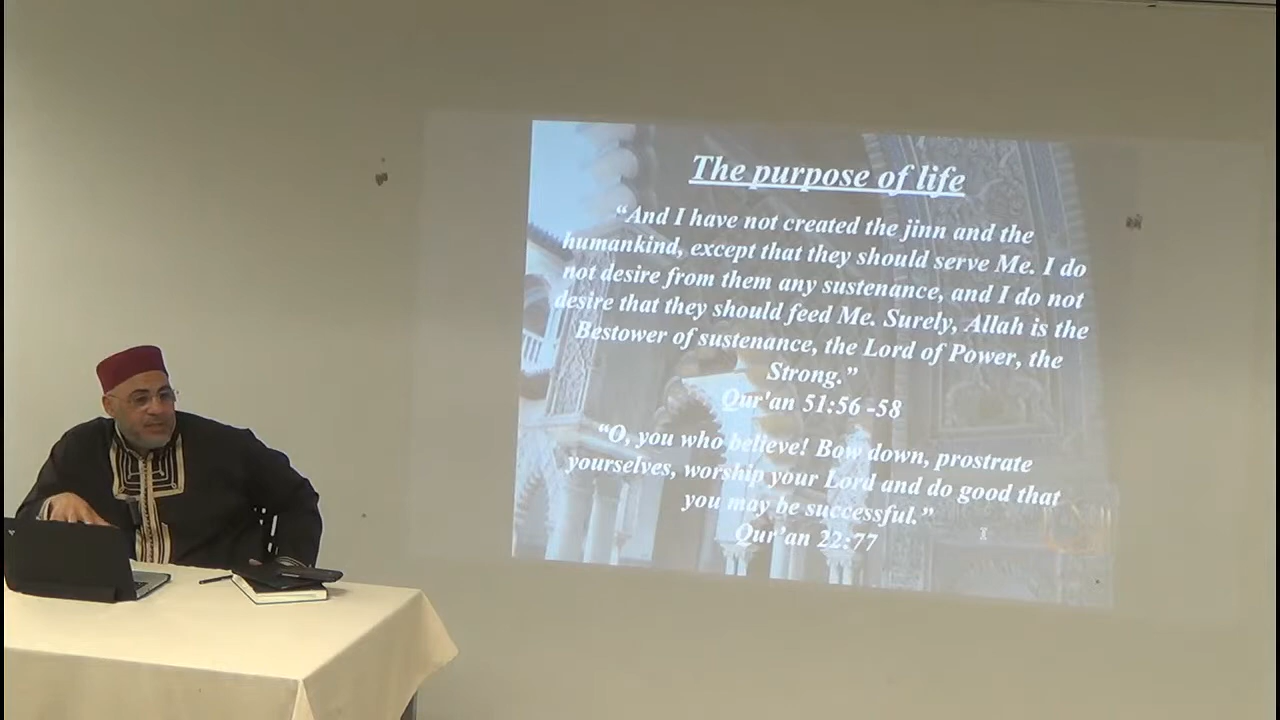 The purpose of life
“And I have not created the jinn and the
humankind, except that they should serve Me. I do
not desire from them any sustenance, and I do not
desire that they should feed Me. Surely, Allah is the
Bestower of sustenance, the Lord of Power, the
Strong.”
Qur'an 51:56 -58
“O, you who believe! Bow down, prostrate
yourselves, worship your Lord and do good that
you may be successful.”
Qur’an 22:77